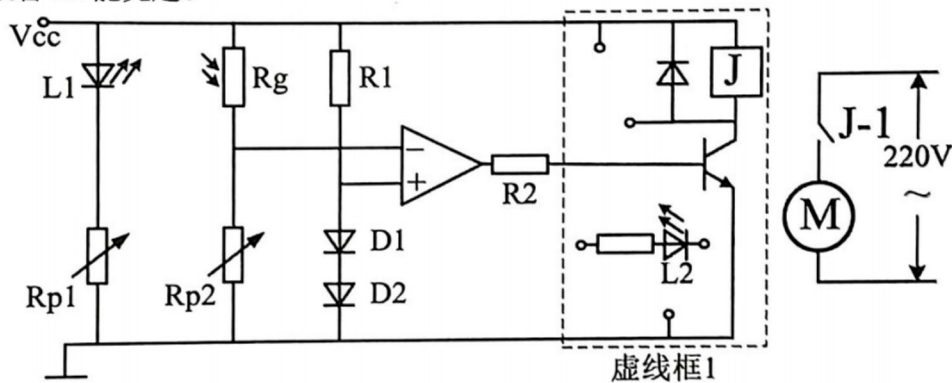 Vcc
L1
Rg
R1
J
J-1
220V
~
−
+
R2
M
D1
L2
Rp1
Rp2
D2
虚线框1